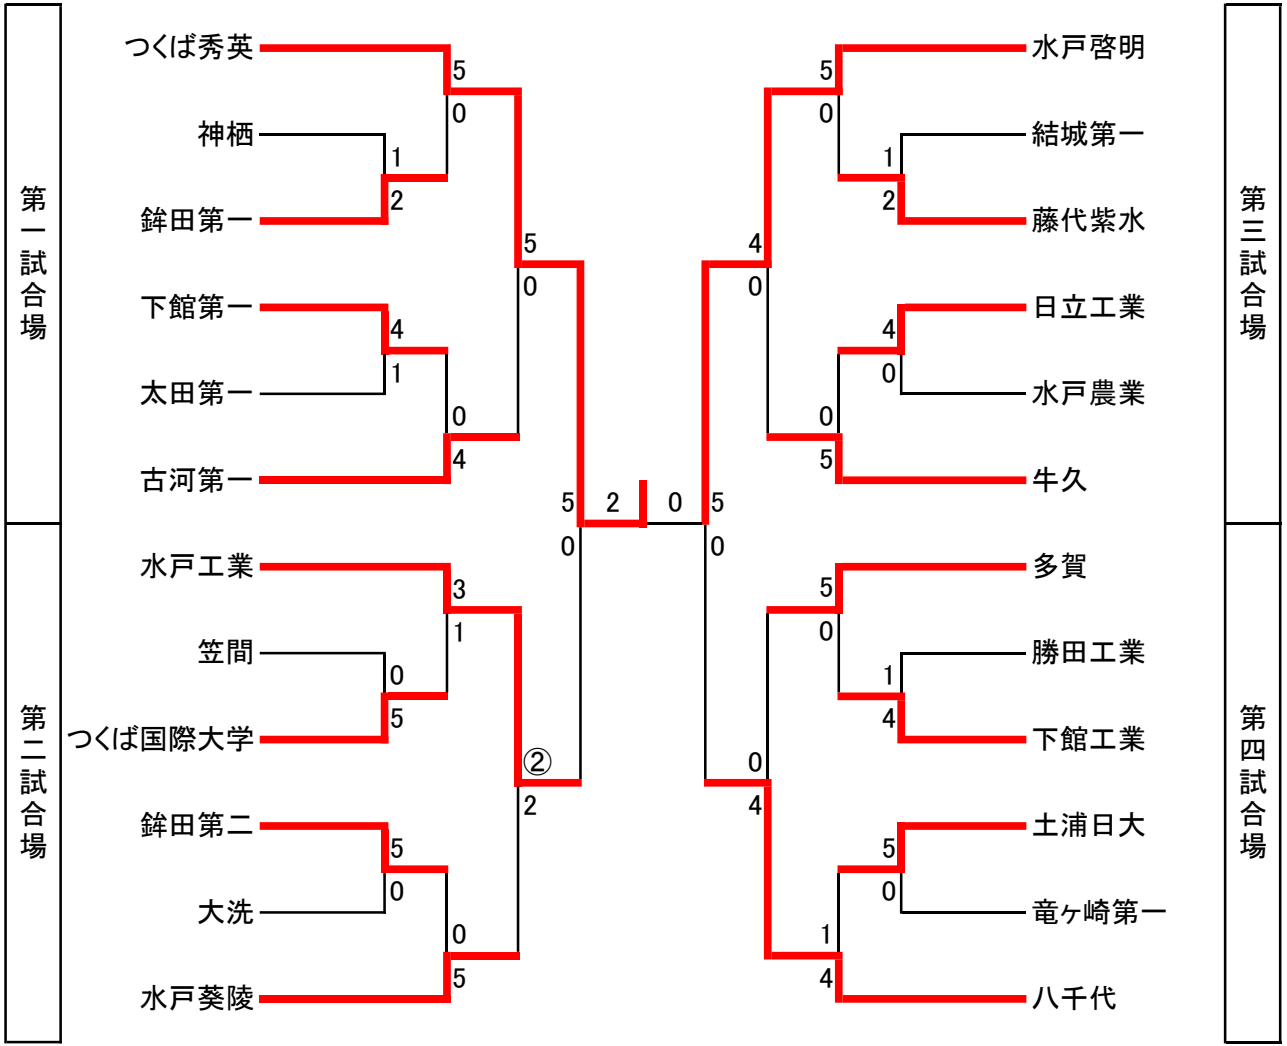 第一試合場
つくば秀英
5
0
神栖
1
2
鉾田第一
5
0
下館第一
4
1
太田第一
0
4
古河第一
第二試合場
水戸工業
3
1
笠間
0
5
つくば国際大学
②
2
鉾田第二
5
0
大洗
0
5
水戸葵陵
5
0
2
0
5
0
第三試合場
水戸啓明
5
0
結城第一
1
2
藤代紫水
4
0
日立工業
4
0
水戸農業
0
5
牛久
第四試合場
多賀
5
0
勝田工業
1
4
下館工業
0
4
土浦日大
5
0
竜ヶ崎第一
1
4
八千代